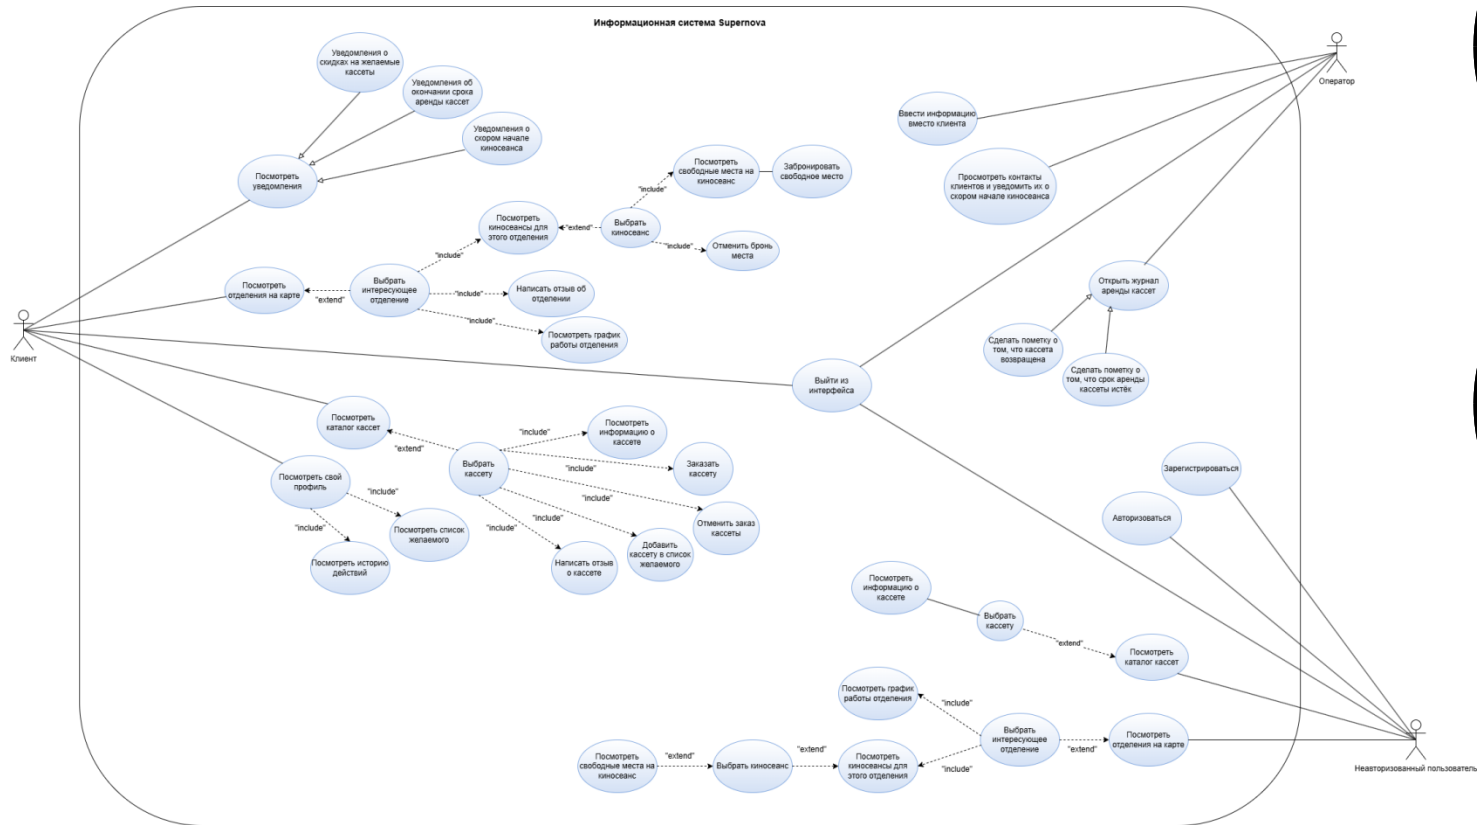 Информационная система Supernova
Уведомления о
скидках на желаемые
кассеты
Уведомления об
окончании срока
аренды кассет
Уведомления о
скором начале
киносеанса
Посмотреть
уведомления
Оператор
Ввести информацию
вместо клиента
Просмотреть контакты
клиентов и уведомить их о
скором начале киносеанса
Посмотреть
свободные места на
киносеанс
Забронировать
свободное место
"include"
Посмотреть
киносеансы для
этого отделения
"extend"
Выбрать
киносеанс
"include"
Отменить бронь
места
"include"
Посмотреть
отделения на карте
"extend"
Выбрать
интересующее
отделение
"include"
Написать отзыв об
отделении
"include"
Посмотреть график
работы отделения
Открыть журнал
аренды кассет
Сделать пометку о
том, что кассета
возвращена
Сделать пометку о
том, что срок аренды
кассеты истёк
Клиент
Выйти из
интерфейса
Посмотреть
каталог кассет
"extend"
Выбрать
кассету
"include"
Посмотреть
информацию о
кассете
"include"
Заказать
кассету
"include"
Отменить заказ
кассеты
"include"
Добавить
кассету в список
желаемого
"include"
Написать отзыв
о кассете
Посмотреть свой
профиль
"include"
Посмотреть список
желаемого
"include"
Посмотреть историю
действий
Зарегистрироваться
Авторизоваться
Посмотреть
информацию о
кассете
Выбрать
кассету
"extend"
Посмотреть
каталог кассет
Посмотреть график
работы отделения
"include"
Выбрать
интересующее
отделение
"extend"
Посмотреть
отделения на карте
"include"
Посмотреть
свободные места на
киносеанс
"extend"
Выбрать киносеанс
"extend"
Посмотреть
киносеансы для
этого отделения
Неавторизованный пользователь